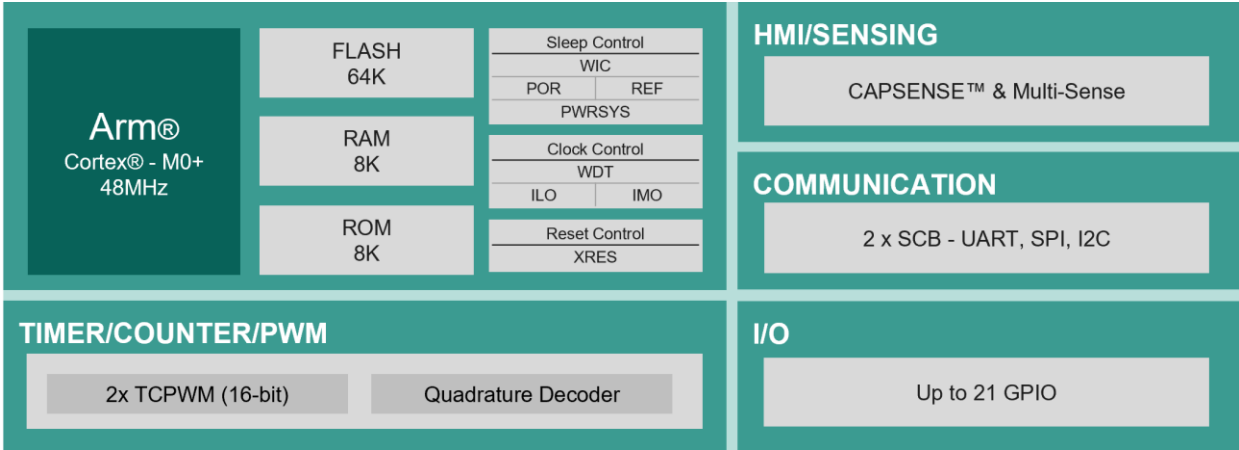 Arm®
Cortex® - M0+
48MHz
FLASH
64K
RAM
8K
ROM
8K
Sleep Control
WIC
POR REF
PWRSYS
Clock Control
WDT
ILO IMO
Reset Control
XRES
HMI/SENSING
CAPSENSE™ & Multi-Sense
COMMUNICATION
2 x SCB - UART, SPI, I2C
TIMER/COUNTER/PWM
2x TCPWM (16-bit) Quadrature Decoder
I/O
Up to 21 GPIO